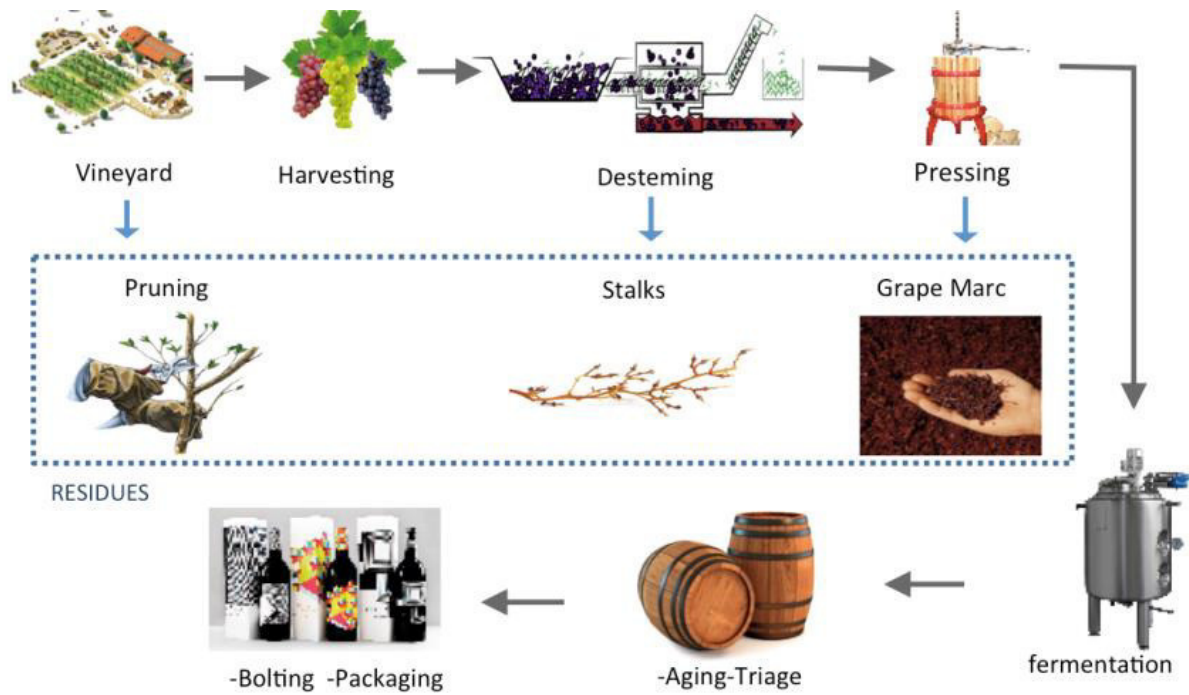 Vineyard
Harvesting
Desteming
Pressing
Pruning
Stalks
Grape Marc
RESIDUES
-Bolting -Packaging
-Aging-Triage
fermentation